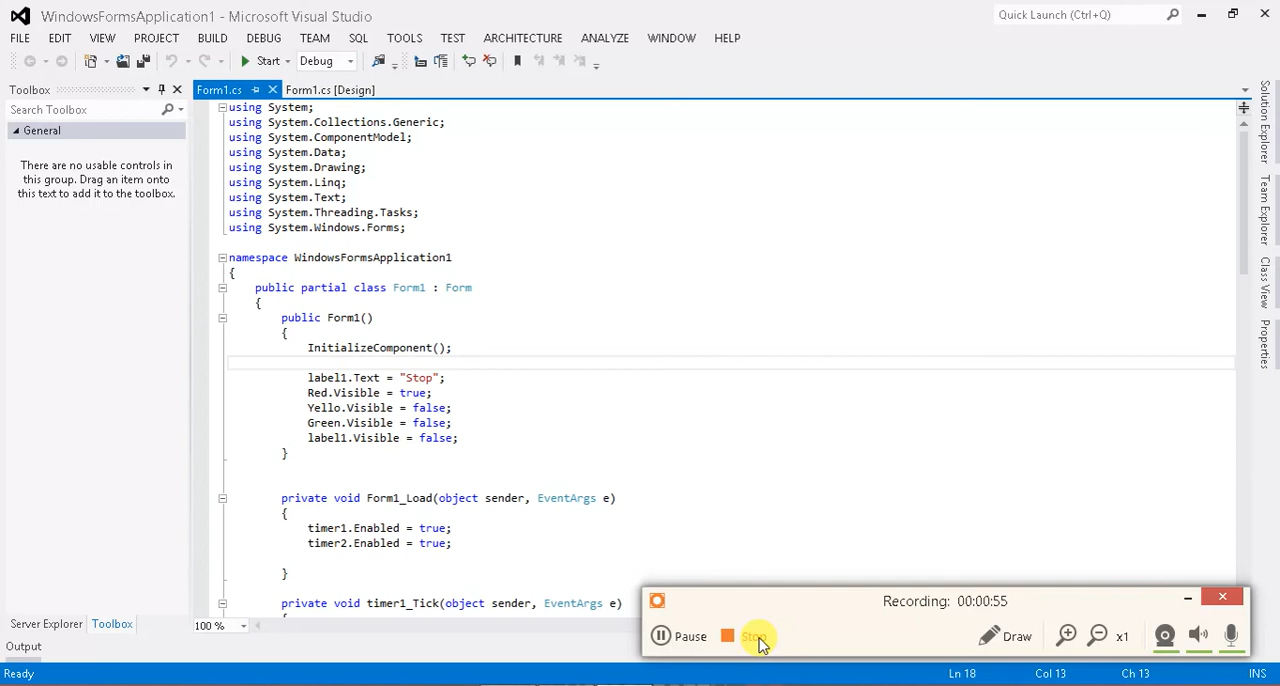 WindowsFormsApplication1 - Microsoft Visual Studio
Quick Launch (Ctrl+Q)
FILE EDIT VIEW PROJECT BUILD DEBUG TEAM SQL TOOLS TEST ARCHITECTURE ANALYZE WINDOW HELP
Start Debug
Toolbox
Form1.cs
Form1.cs [Design]
Search Toolbox
General
There are no usable controls in
this group. Drag an item onto
this text to add it to the toolbox.
using System;
using System.Collections.Generic;
using System.ComponentModel;
using System.Data;
using System.Drawing;
using System.Linq;
using System.Text;
using System.Threading.Tasks;
using System.Windows.Forms;
namespace WindowsFormsApplication1
{
public partial class Form1 : Form
{
public Form1()
{
InitializeComponent();
label1.Text = "Stop";
Red.Visible = true;
Yello.Visible = false;
Green.Visible = false;
label1.Visible = false;
}
private void Form1_Load(object sender, EventArgs e)
{
timer1.Enabled = true;
timer2.Enabled = true;
}
private void timer1_Tick(object sender, EventArgs e)
100 %
Solution Explorer
Team Explorer
Class View
Properties
Server Explorer
Toolbox
Output
Recording: 00:00:55
Pause
Stop
Draw
x1
Ready
Ln 18
Col 13
Ch 13
INS